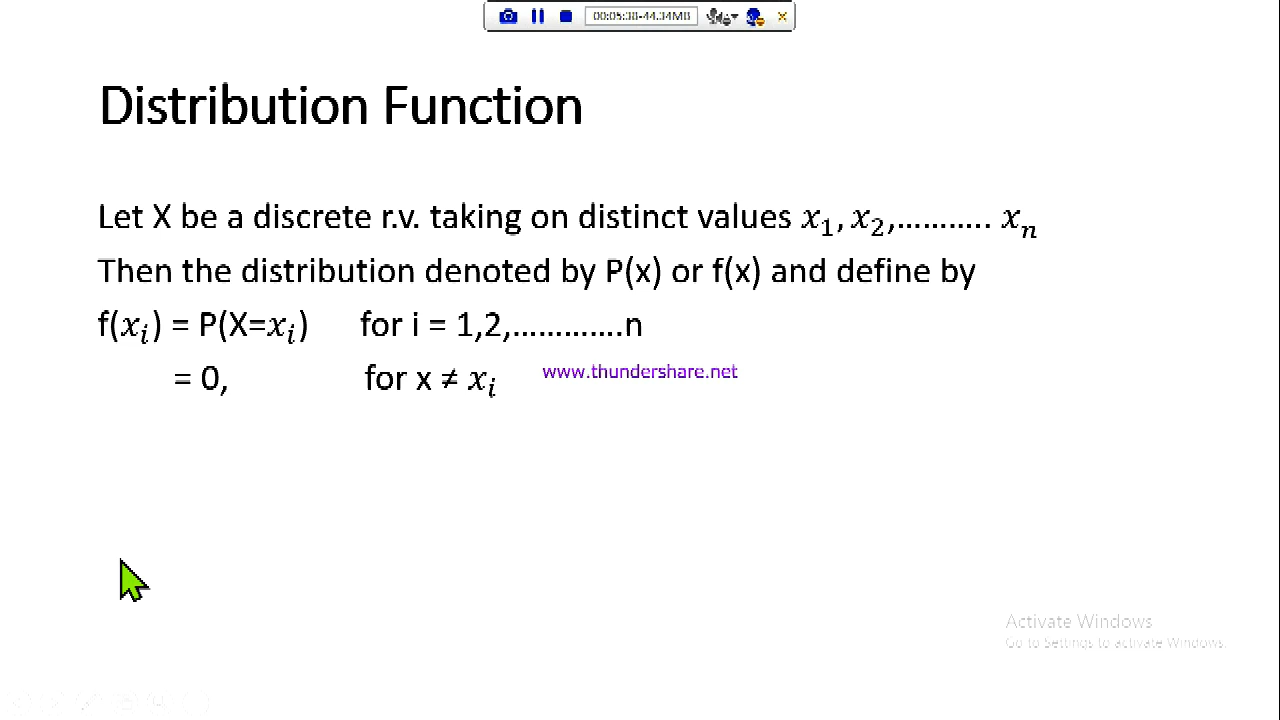 00:05:38-44.34MB
Distribution Function
Let X be a discrete r.v. taking on distinct values 𝑥₁, 𝑥₂,……….. 𝑥ₙ
Then the distribution denoted by P(x) or f(x) and define by
f(𝑥ᵢ) = P(X=𝑥ᵢ) for i = 1,2,………….n
= 0, for x ≠ 𝑥ᵢ www.thundershare.net
Activate Windows
Go to Settings to activate Windows.